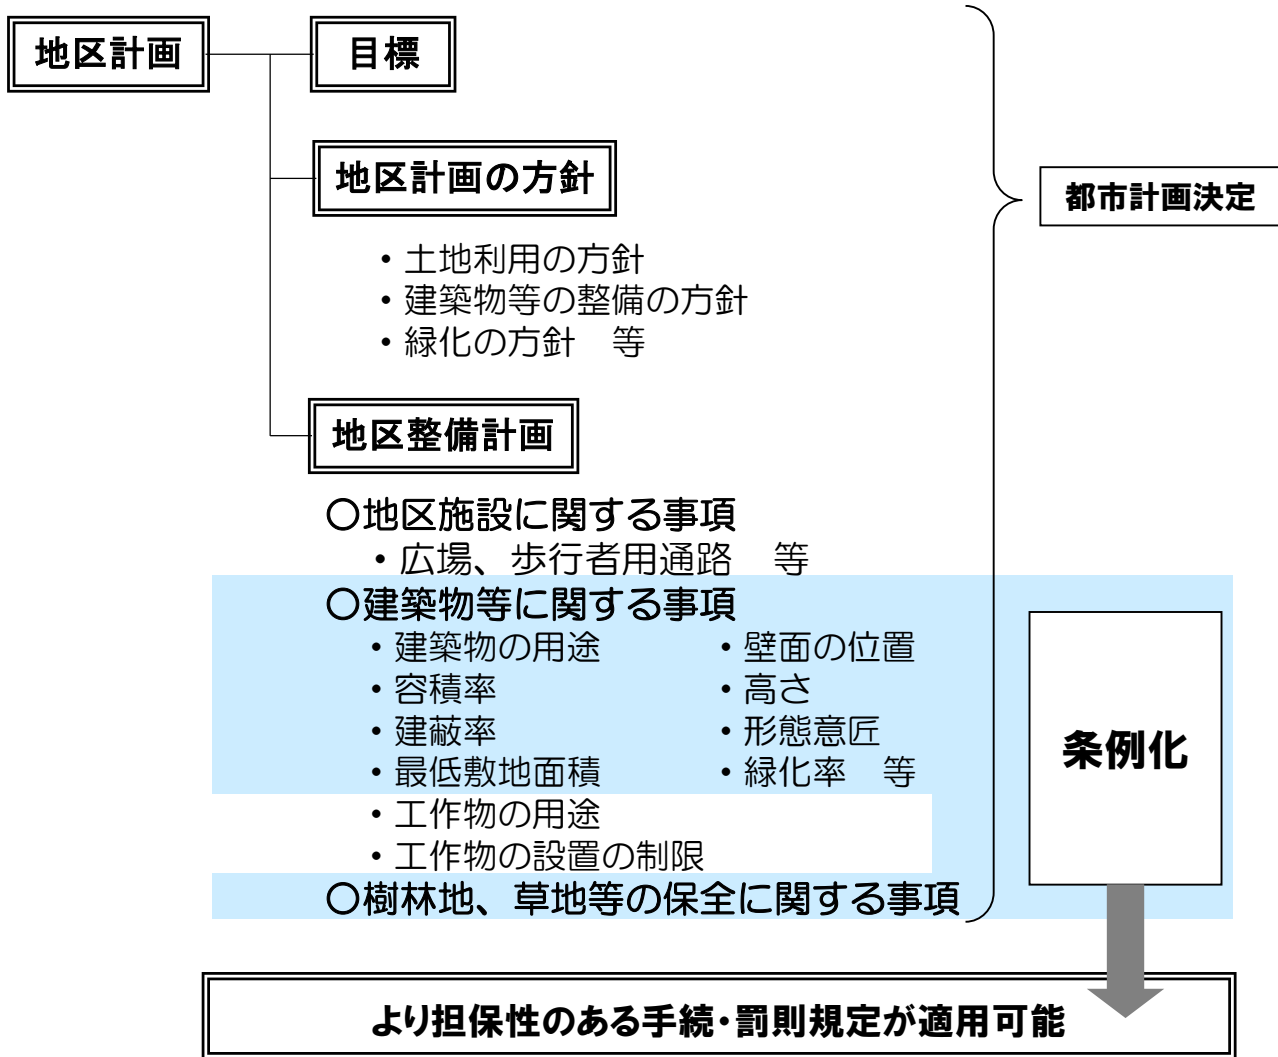 地区計画
目標
地区計画の方針
都市計画決定
・土地利用の方針
・建築物等の整備の方針
・緑化の方針　等
地区整備計画
〇地区施設に関する事項
・広場、歩行者用通路　等
〇建築物等に関する事項
・建築物の用途
・壁面の位置
・容積率
・高さ
・建蔽率
・形態意匠
・最低敷地面積
・緑化率　等
条例化
・工作物の用途
・工作物の設置の制限
〇樹林地、草地等の保全に関する事項
より担保性のある手続・罰則規定が適用可能